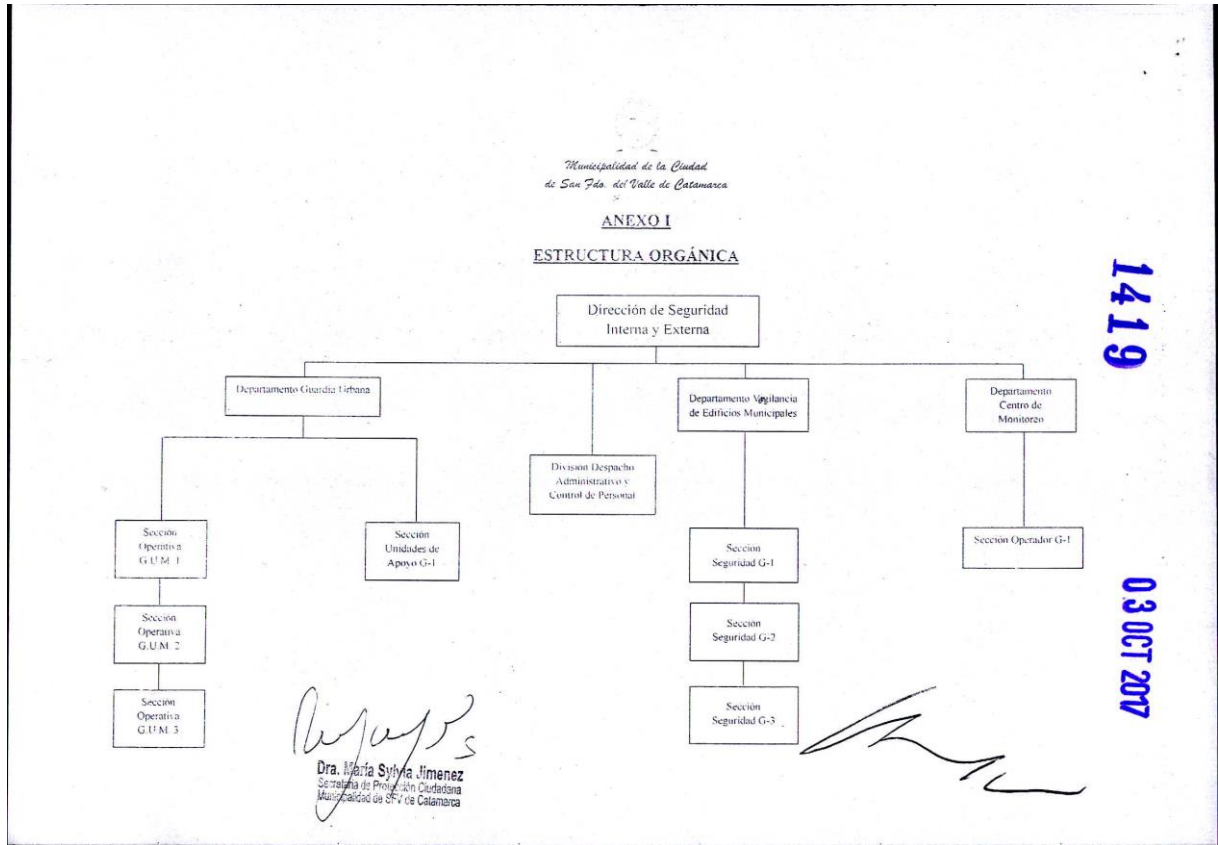 Municipalidad de la Ciudad
de San Fdo. del Valle de Catamarca
ANEXO I
ESTRUCTURA ORGÁNICA
Dirección de Seguridad
Interna y Externa
Departamento Guardia Urbana
Departamento Vigilancia
de Edificios Municipales
Departamento
Centro de
Monitoreo
División Despacho
Administrativo y
Control de Personal
Sección
Operativa
G.U.M. 1
Sección
Unidades de
Apoyo G-1
Sección
Seguridad G-1
Sección Operador G-1
Sección
Operativa
G.U.M. 2
Sección
Seguridad G-2
Sección
Operativa
G.U.M. 3
Sección
Seguridad G-3
Dra. María Sylvia Jimenez
Secretaria de Protección Ciudadana
Municipalidad de SFV de Catamarca
1419
03 OCT 2017